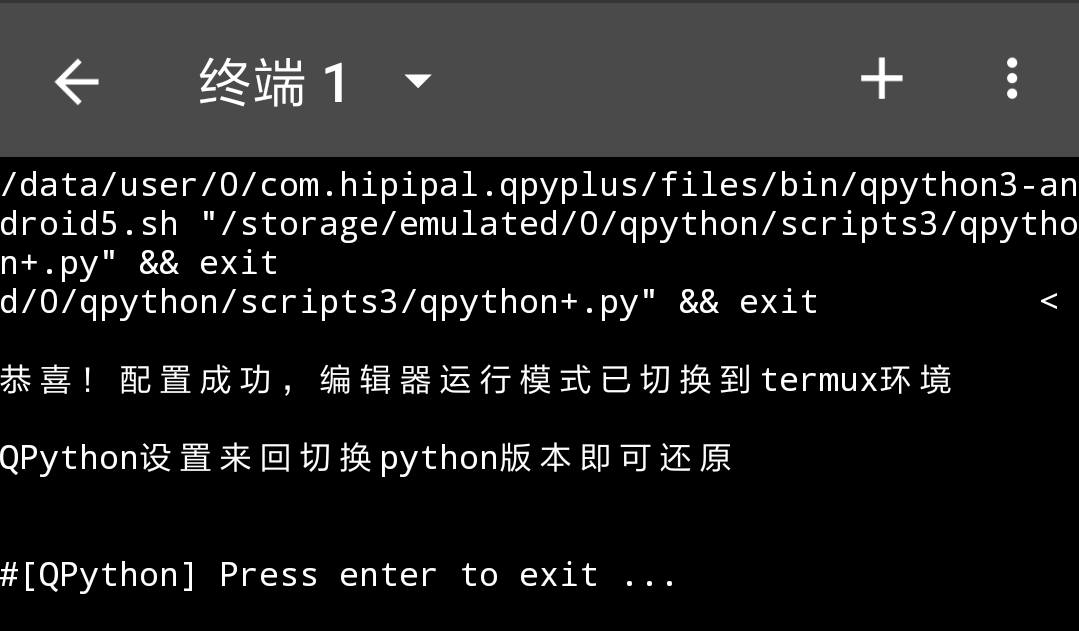 终端 1
/data/user/0/com.hipipal.qpyplus/files/bin/qpython3-an
droid5.sh "/storage/emulated/0/qpython/scripts3/qpytho
n+.py" && exit
d/0/qpython/scripts3/qpython+.py" && exit <
恭喜！配置成功，编辑器运行模式已切换到termux环境
QPython设置来回切换python版本即可还原
#[QPython] Press enter to exit ...